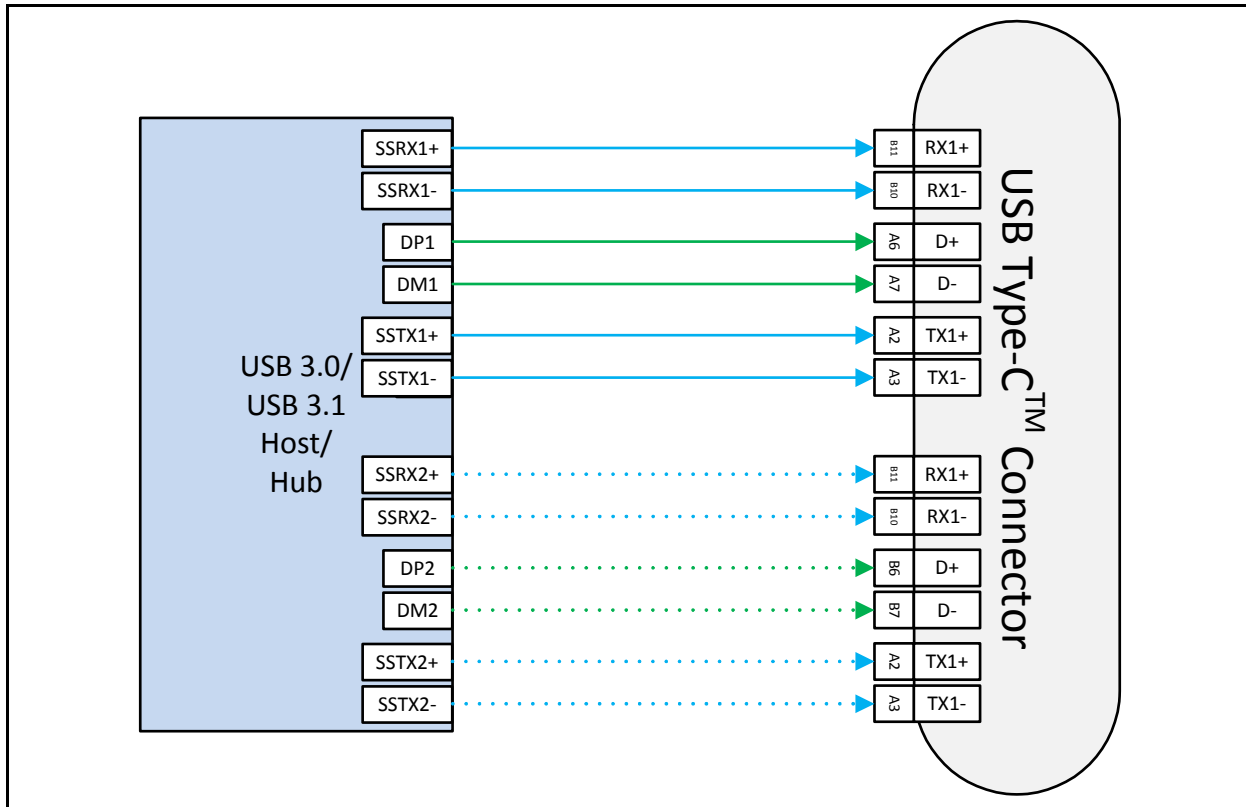 SSRX1+
SSRX1-
DP1
DM1
SSTX1+
SSTX1-
USB 3.0/
USB 3.1
Host/
Hub
SSRX2+
SSRX2-
DP2
DM2
SSTX2+
SSTX2-
B11 RX1+
B10 RX1-
A6 D+
A7 D-
A2 TX1+
A3 TX1-
B11 RX1+
B10 RX1-
B6 D+
B7 D-
A2 TX1+
A3 TX1-
USB Type-C™ Connector